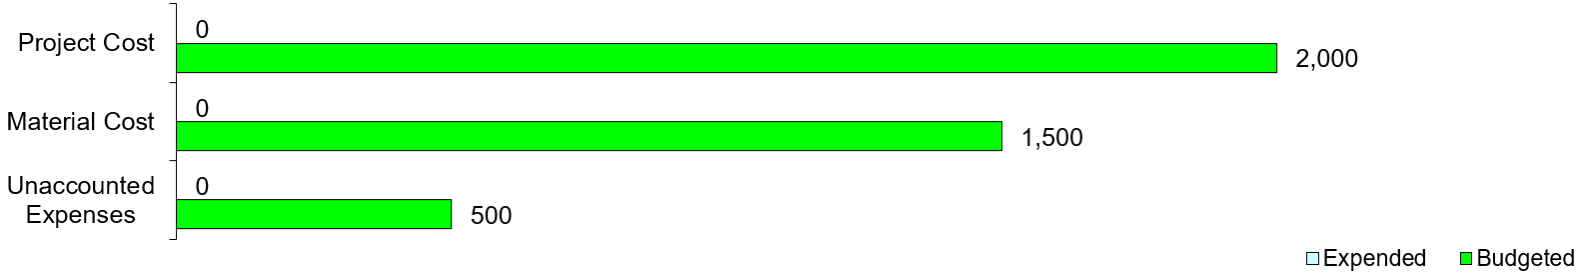 0
Project Cost
2,000
0
Material Cost
1,500
0
Unaccounted
Expenses
500
Expended Budgeted